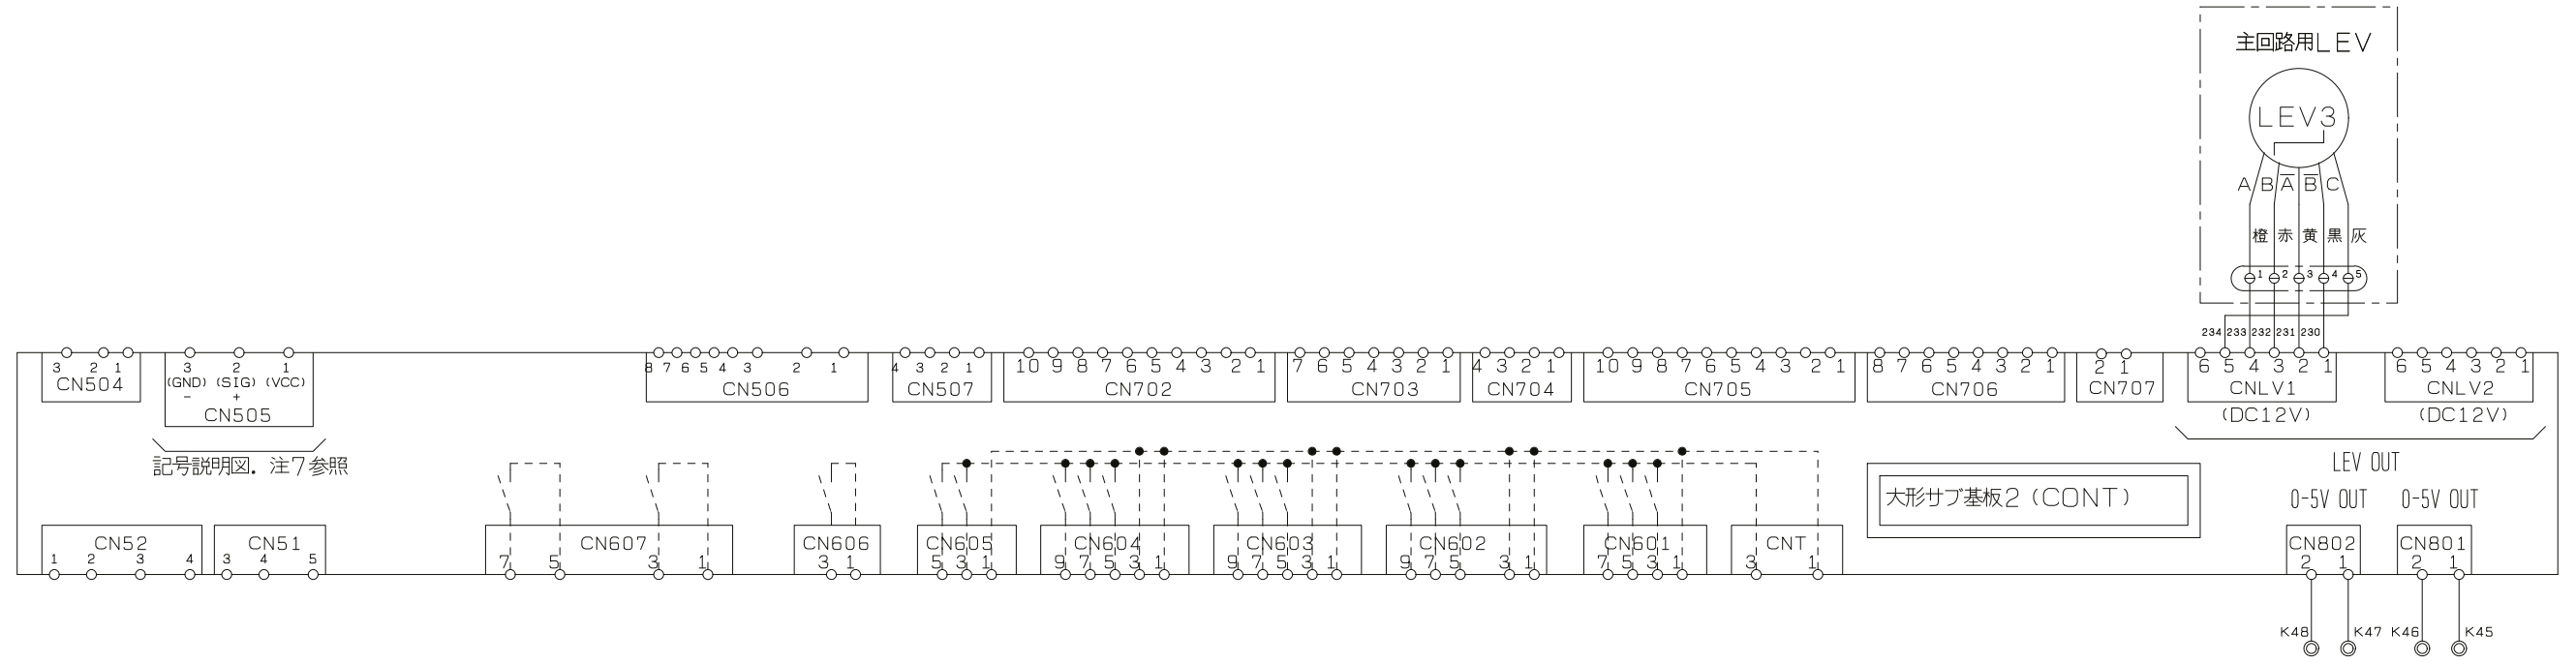 主回路用LEV
LEV3
A B A B C
橙 赤 黄 黒 灰
1 2 3 4 5
234 233 232 231 230
3 2 1
CN504
3 2 1
(GND) (SIG) (VCC)
- +
CN505
8 7 6 5 4 3 2 1
CN506
4 3 2 1
CN507
10 9 8 7 6 5 4 3 2 1
CN702
7 6 5 4 3 2 1
CN703
4 3 2 1
CN704
10 9 8 7 6 5 4 3 2 1
CN705
8 7 6 5 4 3 2 1
CN706
2 1
CN707
6 5 4 3 2 1
CNLV1
(DC12V)
6 5 4 3 2 1
CNLV2
(DC12V)
記号説明図．注7参照
LEV OUT
大形サブ基板2(CONT)
0-5V OUT 0-5V OUT
CN52
1 2 3 4
CN51
3 4 5
CN607
7 5 3 1
CN606
3 1
CN605
5 3 1
CN604
9 7 5 3 1
CN603
9 7 5 3 1
CN602
9 7 5 3 1
CN601
7 5 3 1
CNT
3 1
CN802
2 1
CN801
2 1
K48 K47 K46 K45